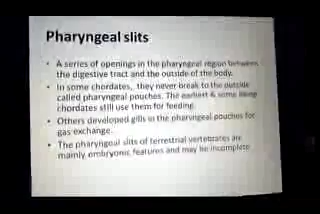 Pharyngeal slits
• A series of openings in the pharyngeal region between
the digestive tract and the outside of the body.
• In some chordates, they never break to the outside
called pharyngeal pouches. The earliest & some living
chordates still use them for feeding.
• Others developed gills in the pharyngeal pouches for
gas exchange.
• The pharyngeal slits of terrestrial vertebrates are
mainly embryonic features and may be incomplete